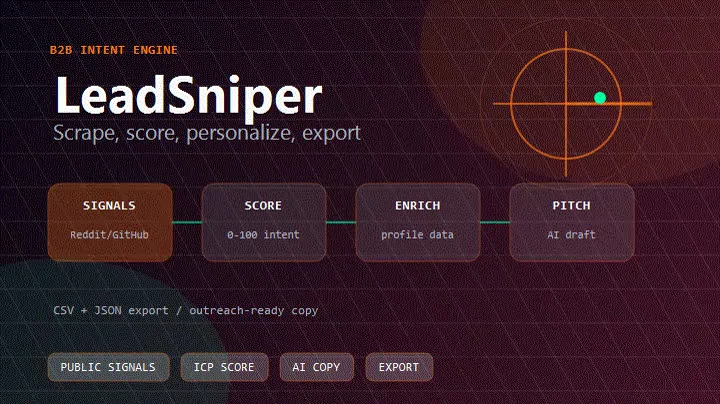 B2B INTENT ENGINE
LeadSniper
Scrape, score, personalize, export
SIGNALS
Reddit/GitHub
SCORE
0-100 intent
ENRICH
profile data
PITCH
AI draft
CSV + JSON export / outreach-ready copy
PUBLIC SIGNALS
ICP SCORE
AI COPY
EXPORT